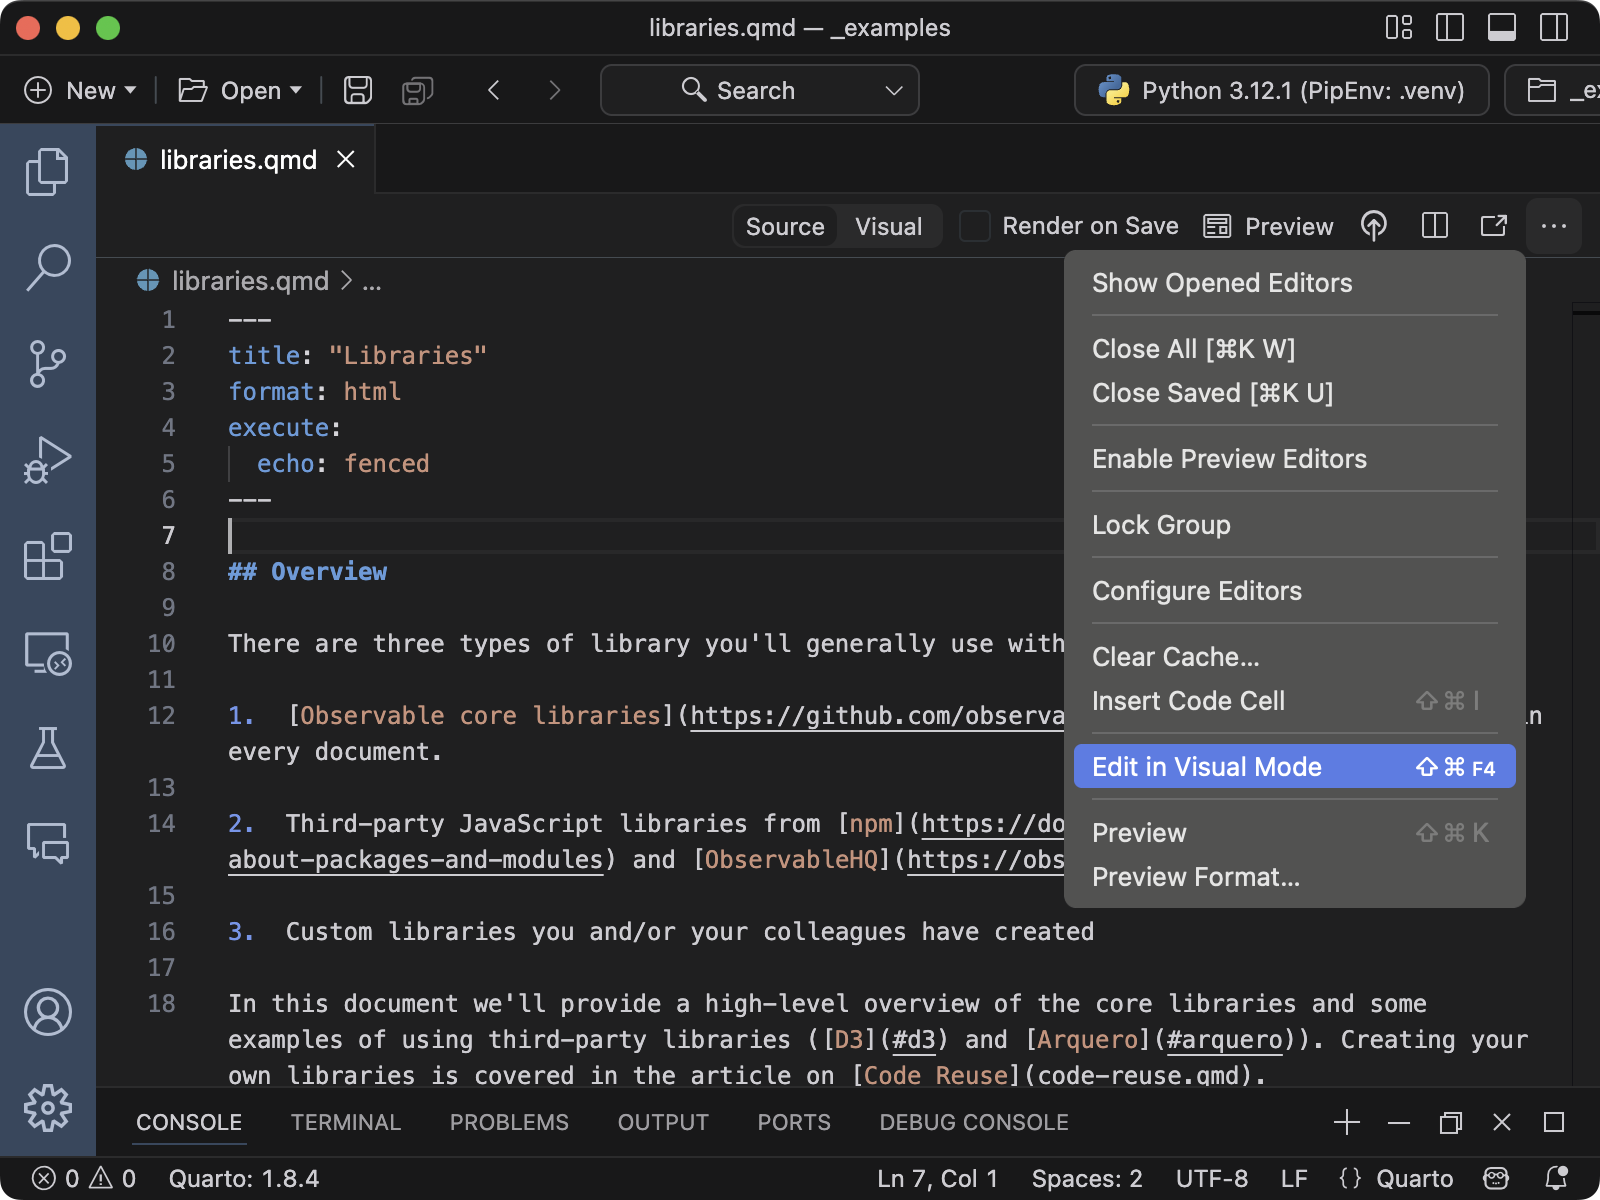 libraries.qmd — _examples
New
Open
Search
Python 3.12.1 (PipEnv: .venv)
libraries.qmd
Source
Visual
Render on Save
Preview
libraries.qmd > ...
1 ---
2 title: "Libraries"
3 format: html
4 execute:
5 echo: fenced
6 ---
7
8 ## Overview
9
10 There are three types of library you'll generally use with
11
12 1. [Observable core libraries](https://github.com/observa
every document.
13
14 2. Third-party JavaScript libraries from [npm](https://do
about-packages-and-modules) and [ObservableHQ](https://obs
15
16 3. Custom libraries you and/or your colleagues have created
17
18 In this document we'll provide a high-level overview of the core libraries and some
examples of using third-party libraries ([D3](#d3) and [Arquero](#arquero)). Creating your
own libraries is covered in the article on [Code Reuse](code-reuse.qmd).
Show Opened Editors
Close All [⌘K W]
Close Saved [⌘K U]
Enable Preview Editors
Lock Group
Configure Editors
Clear Cache...
Insert Code Cell ⇧⌘I
Edit in Visual Mode ⇧⌘F4
Preview ⇧⌘K
Preview Format...
CONSOLE
TERMINAL
PROBLEMS
OUTPUT
PORTS
DEBUG CONSOLE
0 0
Quarto: 1.8.4
Ln 7, Col 1
Spaces: 2
UTF-8
LF
{} Quarto